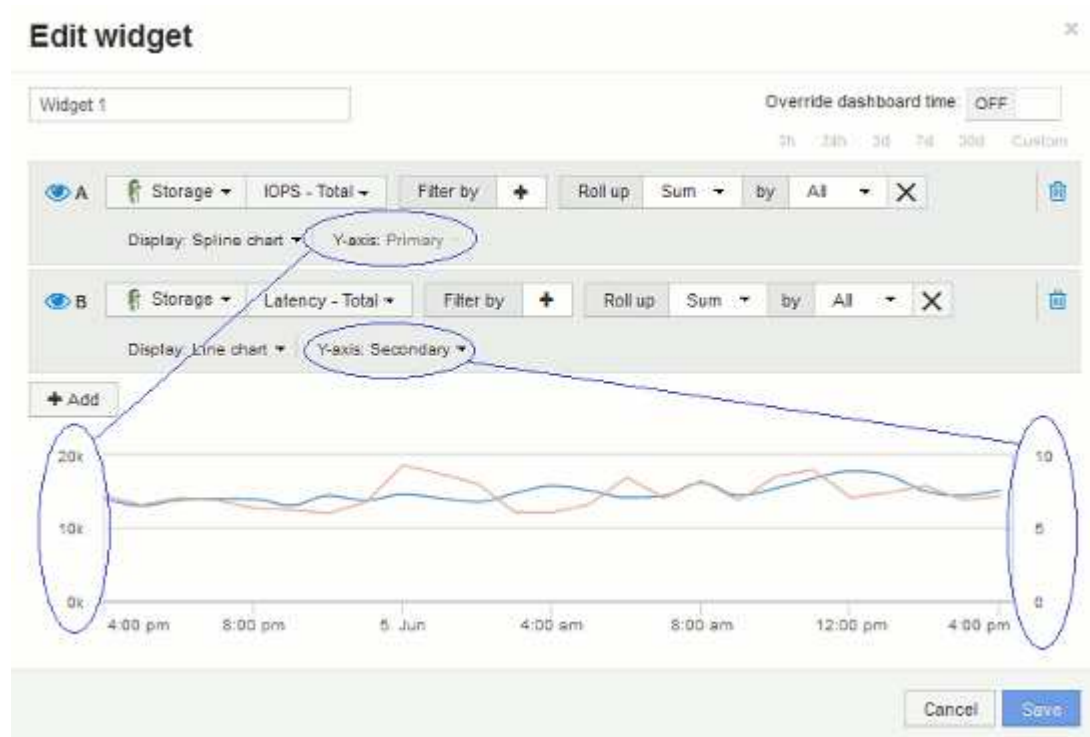 Edit widget
Widget 1
Override dashboard time OFF
3h 24h 3d 7d 30d Custom
A Storage IOPS - Total Filter by + Roll up Sum by All
Display: Spline chart Y-axis: Primary
B Storage Latency - Total Filter by + Roll up Sum by All
Display: Line chart Y-axis: Secondary
+ Add
20k 10
10k 5
0k 0
4:00 pm 8:00 pm 5. Jun 4:00 am 8:00 am 12:00 pm 4:00 pm
Cancel Save